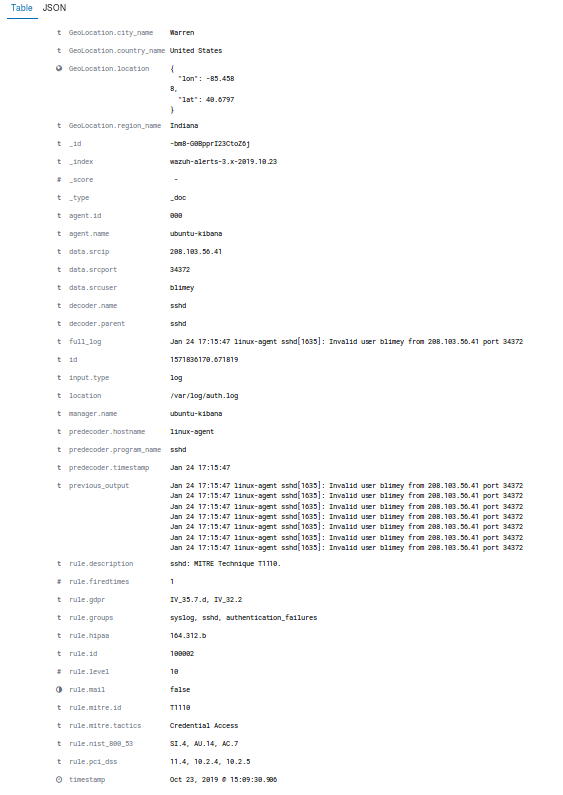 Table JSON
t GeoLocation.city_name Warren
t GeoLocation.country_name United States
GeoLocation.location {
"lon": -85.458
8,
"lat": 40.6797
}
t GeoLocation.region_name Indiana
t _id -bm8-G0BpprI23CtoZ6j
t _index wazuh-alerts-3.x-2019.10.23
# _score -
t _type _doc
t agent.id 000
t agent.name ubuntu-kibana
t data.srcip 208.103.56.41
t data.srcport 34372
t data.srcuser blimey
t decoder.name sshd
t decoder.parent sshd
t full_log Jan 24 17:15:47 linux-agent sshd[1635]: Invalid user blimey from 208.103.56.41 port 34372
t id 1571836170.671819
t input.type log
t location /var/log/auth.log
t manager.name ubuntu-kibana
t predecoder.hostname linux-agent
t predecoder.program_name sshd
t predecoder.timestamp Jan 24 17:15:47
t previous_output Jan 24 17:15:47 linux-agent sshd[1635]: Invalid user blimey from 208.103.56.41 port 34372
Jan 24 17:15:47 linux-agent sshd[1635]: Invalid user blimey from 208.103.56.41 port 34372
Jan 24 17:15:47 linux-agent sshd[1635]: Invalid user blimey from 208.103.56.41 port 34372
Jan 24 17:15:47 linux-agent sshd[1635]: Invalid user blimey from 208.103.56.41 port 34372
Jan 24 17:15:47 linux-agent sshd[1635]: Invalid user blimey from 208.103.56.41 port 34372
Jan 24 17:15:47 linux-agent sshd[1635]: Invalid user blimey from 208.103.56.41 port 34372
Jan 24 17:15:47 linux-agent sshd[1635]: Invalid user blimey from 208.103.56.41 port 34372
t rule.description sshd: MITRE Technique T1110.
# rule.firedtimes 1
t rule.gdpr IV_35.7.d, IV_32.2
t rule.groups syslog, sshd, authentication_failures
t rule.hipaa 164.312.b
t rule.id 100002
# rule.level 10
rule.mail false
t rule.mitre.id T1110
t rule.mitre.tactics Credential Access
t rule.nist_800_53 SI.4, AU.14, AC.7
t rule.pci_dss 11.4, 10.2.4, 10.2.5
timestamp Oct 23, 2019 @ 15:09:30.906